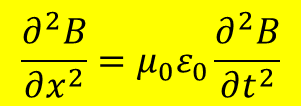 ∂²B/∂x² = μ₀ε₀ ∂²B/∂t²